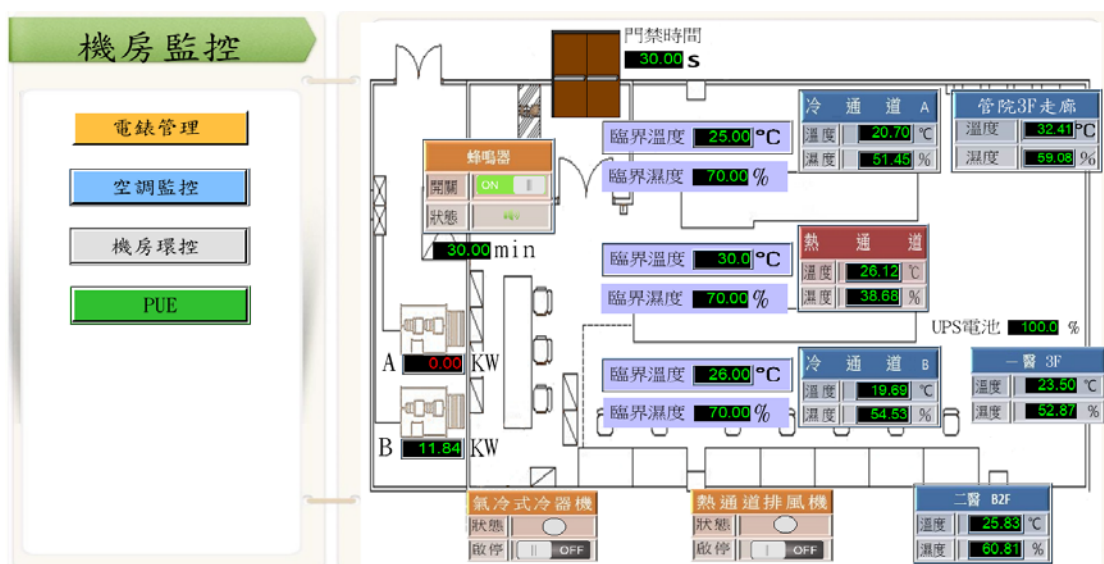 機房監控
電錶管理
空調監控
機房環控
PUE
門禁時間
30.00 s
蜂鳴器
開關 ON
狀態
30.00 min
A 0.00 KW
B 11.84 KW
臨界溫度 25.00 °C
臨界濕度 70.00 %
冷通道 A
溫度 20.70 ℃
濕度 51.45 %
管院3F走廊
溫度 32.41 °C
濕度 59.08 %
臨界溫度 30.0 °C
臨界濕度 70.00 %
熱通道
溫度 26.12 ℃
濕度 38.68 %
UPS電池 100.0 %
臨界溫度 26.00 °C
臨界濕度 70.00 %
冷通道 B
溫度 19.69 ℃
濕度 54.53 %
一醫 3F
溫度 23.50 ℃
濕度 52.87 %
氣冷式冷器機
狀態
啟停 OFF
熱通道排風機
狀態
啟停 OFF
二醫 B2F
溫度 25.83 ℃
濕度 60.81 %